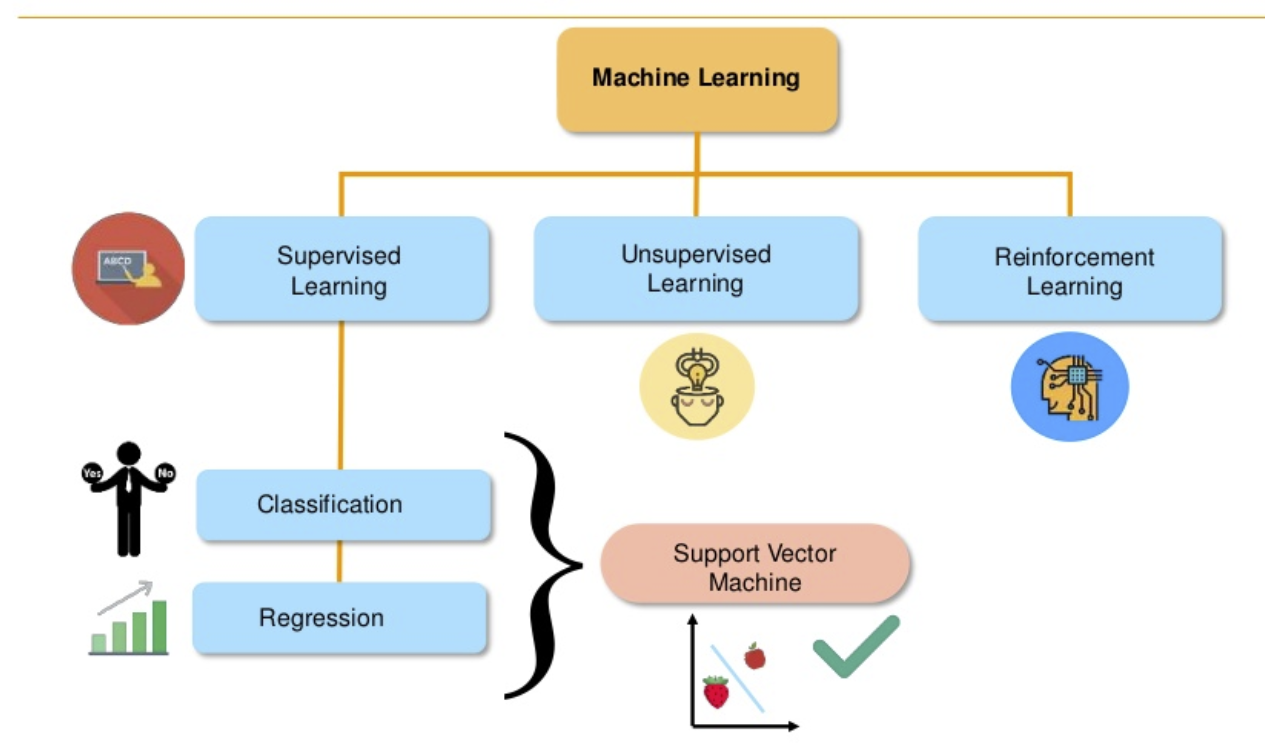 Machine Learning
Supervised
Learning
Unsupervised
Learning
Reinforcement
Learning
ABCD
Yes
No
Classification
Regression
Support Vector
Machine